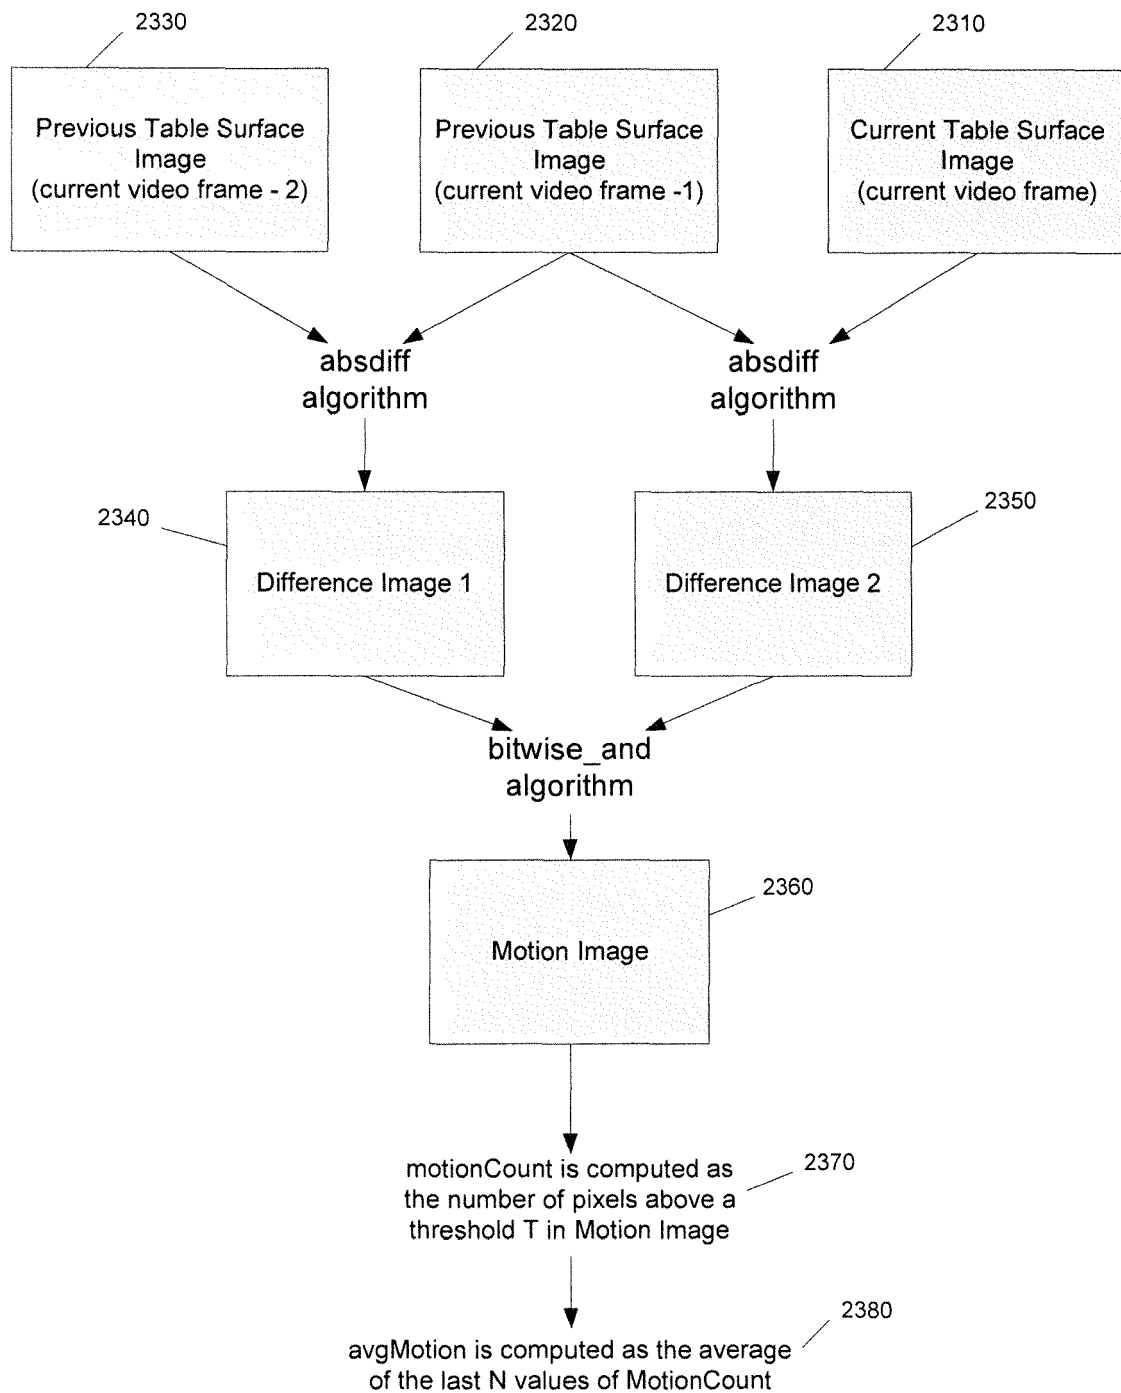 2330
2320
2310
Previous Table Surface
Image
(current video frame - 2)
Previous Table Surface
Image
(current video frame -1)
Current Table Surface
Image
(current video frame)
absdiff
algorithm
absdiff
algorithm
2340
2350
Difference Image 1
Difference Image 2
bitwise_and
algorithm
2360
Motion Image
motionCount is computed as
the number of pixels above a
threshold T in Motion Image
2370
2380
avgMotion is computed as the average
of the last N values of MotionCount